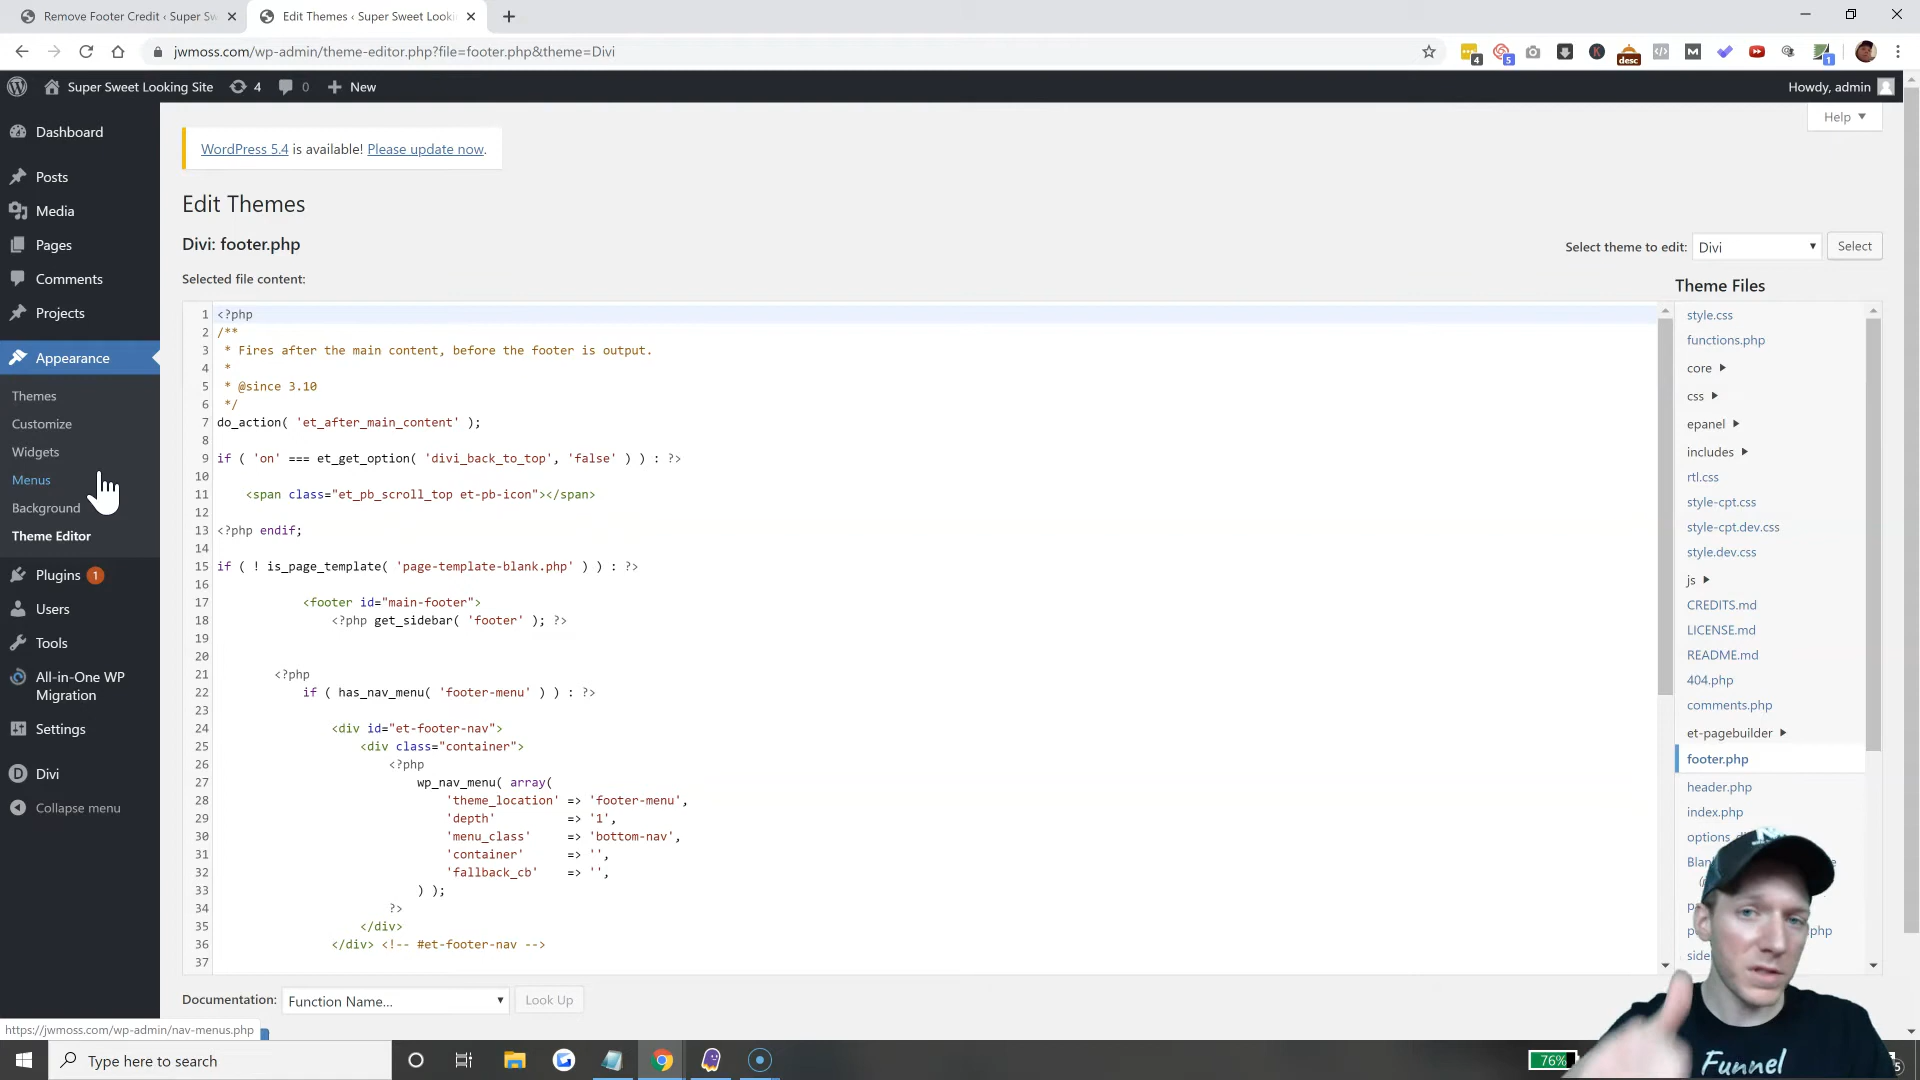 Remove Footer Credit ‹ Super Sw
Edit Themes ‹ Super Sweet Looki
jwmoss.com/wp-admin/theme-editor.php?file=footer.php&theme=Divi
4
5
desc
1
Super Sweet Looking Site
4
0
New
Howdy, admin
Help
Dashboard
Posts
Media
Pages
Comments
Projects
Appearance
Themes
Customize
Widgets
Menus
Background
Theme Editor
Plugins 1
Users
Tools
All-in-One WP
Migration
Settings
Divi
Collapse menu
WordPress 5.4 is available! Please update now.
Edit Themes
Divi: footer.php
Select theme to edit: Divi
Select
Selected file content:
1 <?php
2 /**
3 * Fires after the main content, before the footer is output.
4 *
5 * @since 3.10
6 */
7 do_action( 'et_after_main_content' );
8
9 if ( 'on' === et_get_option( 'divi_back_to_top', 'false' ) ) : ?>
10
11 <span class="et_pb_scroll_top et-pb-icon"></span>
12
13 <?php endif;
14
15 if ( ! is_page_template( 'page-template-blank.php' ) ) : ?>
16
17 <footer id="main-footer">
18 <?php get_sidebar( 'footer' ); ?>
19
20
21 <?php
22 if ( has_nav_menu( 'footer-menu' ) ) : ?>
23
24 <div id="et-footer-nav">
25 <div class="container">
26 <?php
27 wp_nav_menu( array(
28 'theme_location' => 'footer-menu',
29 'depth' => '1',
30 'menu_class' => 'bottom-nav',
31 'container' => '',
32 'fallback_cb' => '',
33 ) );
34 ?>
35 </div>
36 </div> <!-- #et-footer-nav -->
37
Theme Files
style.css
functions.php
core
css
epanel
includes
rtl.css
style-cpt.css
style-cpt.dev.css
style.dev.css
js
CREDITS.md
LICENSE.md
README.md
404.php
comments.php
et-pagebuilder
footer.php
header.php
index.php
Documentation: Function Name...
Look Up
https://jwmoss.com/wp-admin/nav-menus.php
Type here to search
76%
Funnel